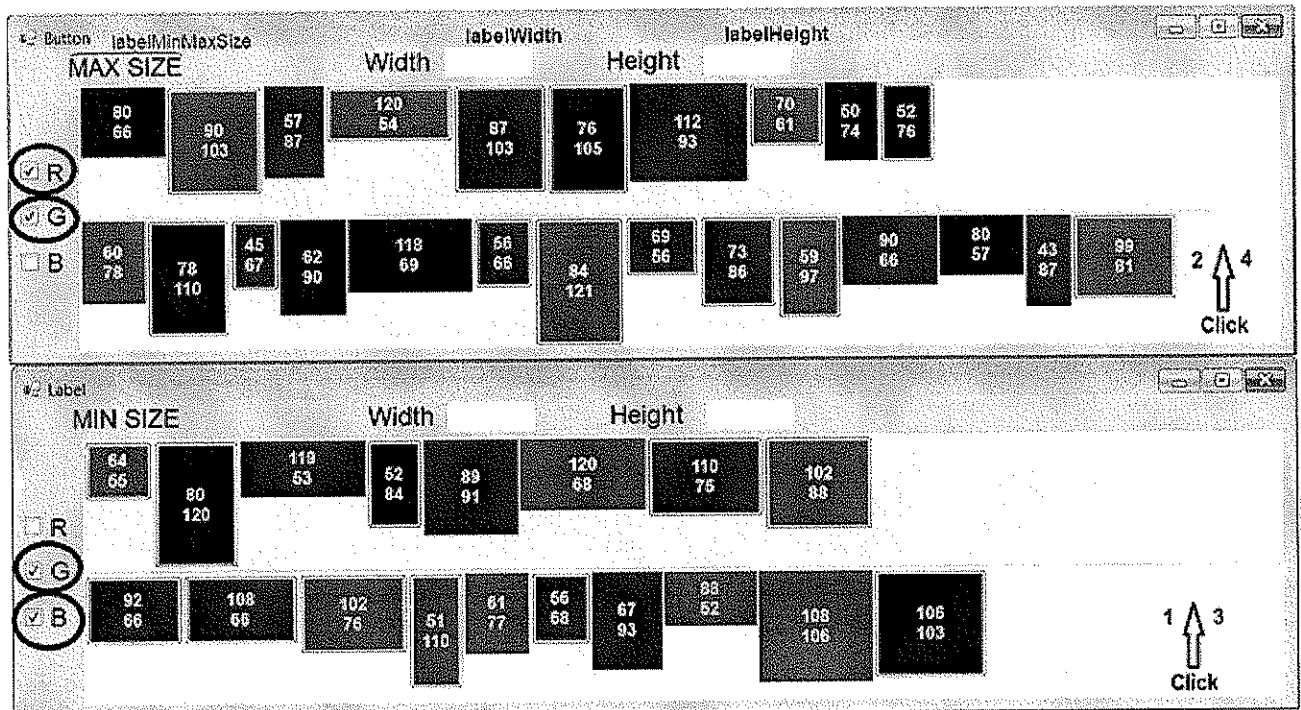 Button labelMinMaxSize labelWidth labelHeight
MAX SIZE Width Height
80 90 57 120 87 76 112 70 50 52
66 103 87 54 103 105 93 61 74 76
R
G
B
60 78 45 62 118 56 84 69 73 59 90 80 43 99
78 110 67 90 69 66 121 56 86 97 66 57 87 81
2 4
Click
Label
MIN SIZE Width Height
64 80 119 52 89 120 110 102
55 120 53 84 91 68 75 88
R
G
B
92 108 102 51 61 56 67 88 108 106
66 66 76 110 77 68 93 52 106 103
1 3
Click